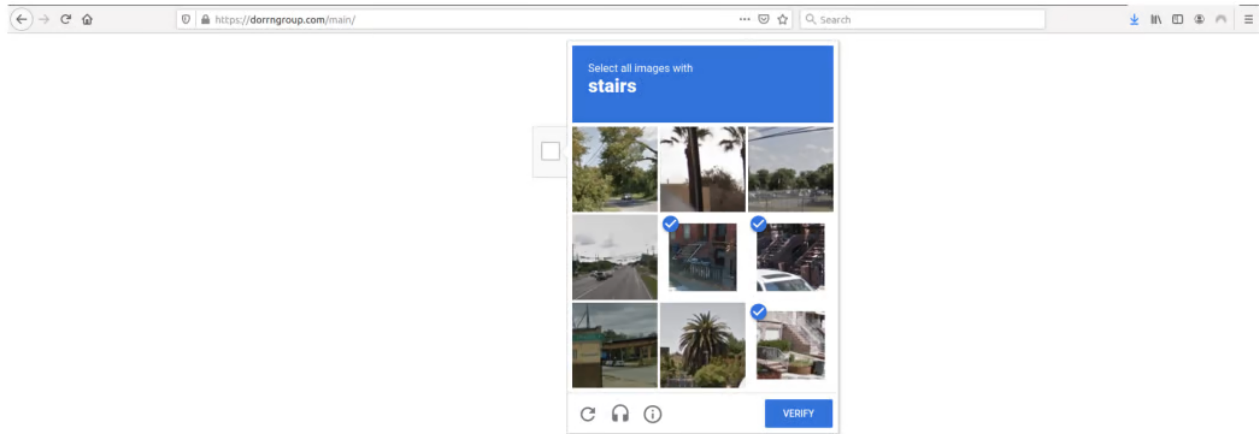 https://dorrngroup.com/main/
Search
Select all images with
stairs
VERIFY